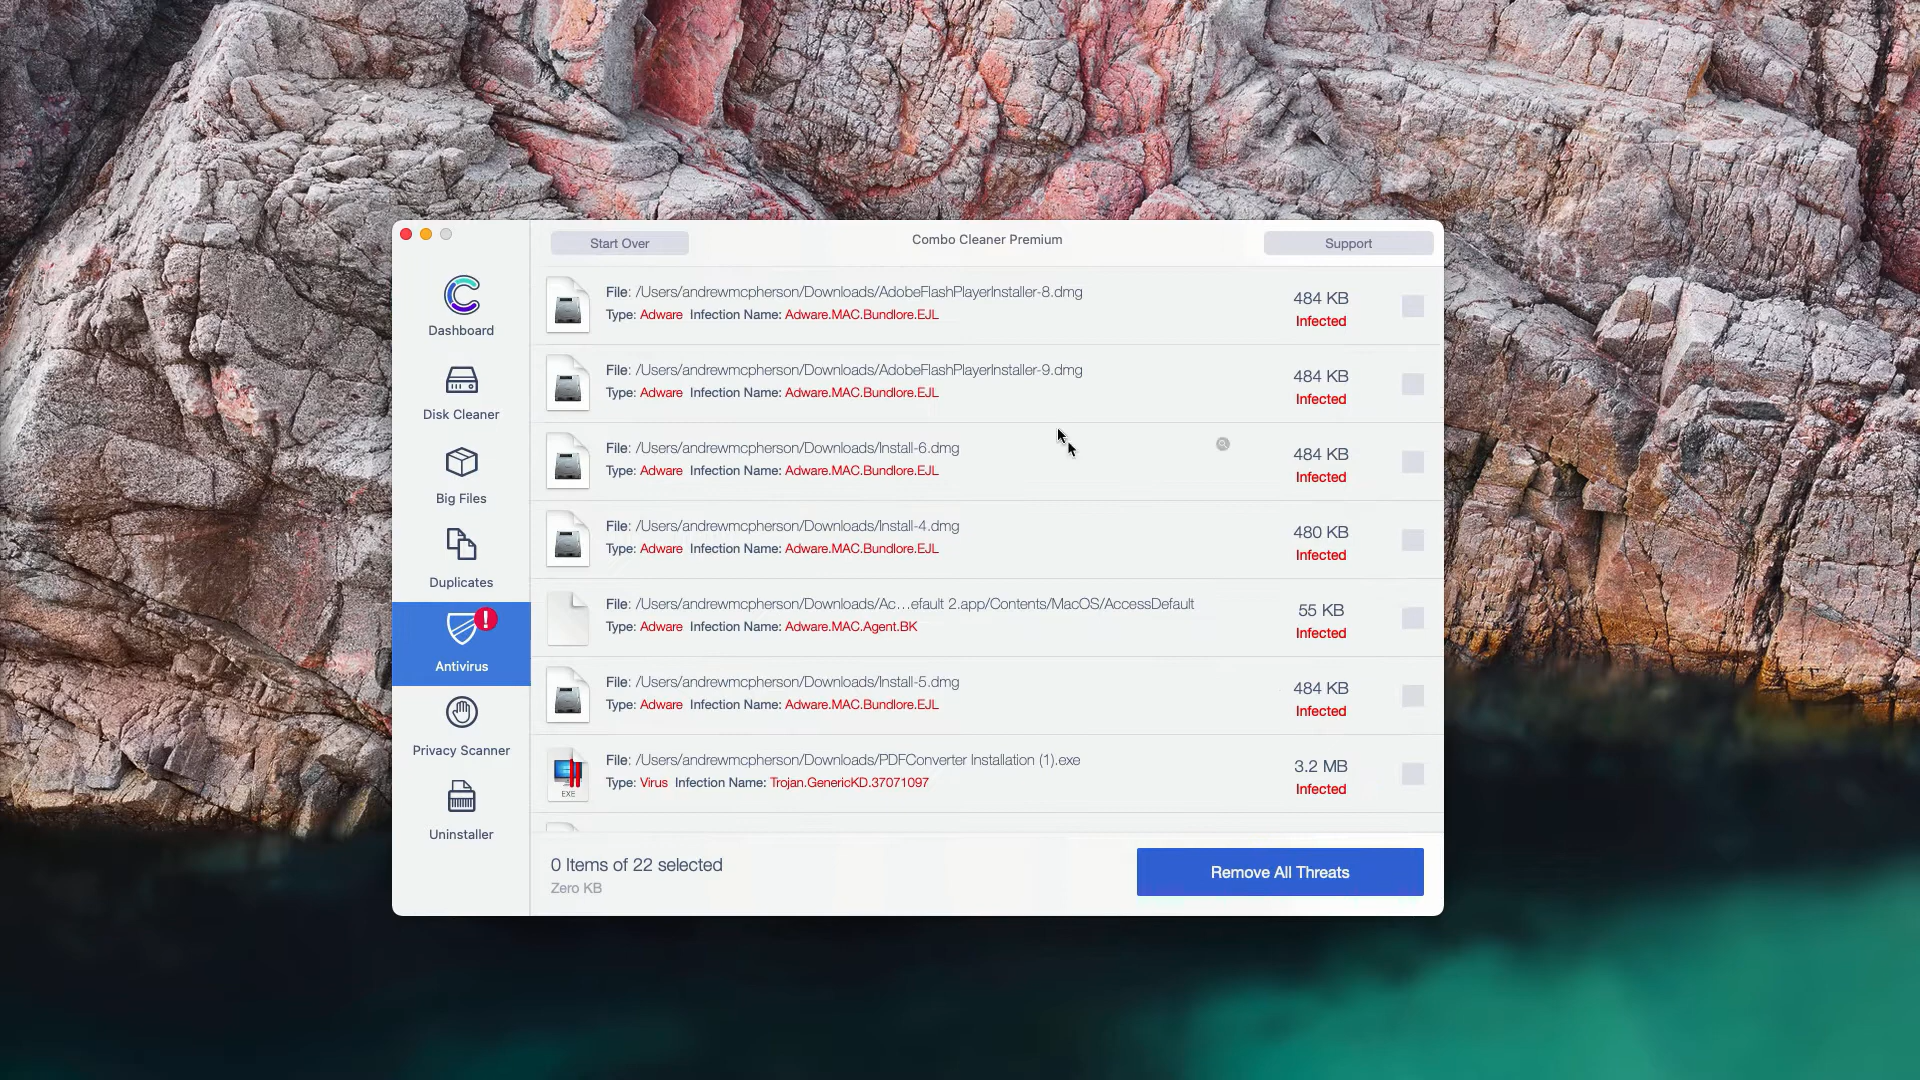 Start Over
Combo Cleaner Premium
Support
Dashboard
Disk Cleaner
Big Files
Duplicates
!
Antivirus
Privacy Scanner
Uninstaller
File: /Users/andrewmcpherson/Downloads/AdobeFlashPlayerInstaller-8.dmg
Type: Adware Infection Name: Adware.MAC.Bundlore.EJL
484 KB
Infected
File: /Users/andrewmcpherson/Downloads/AdobeFlashPlayerInstaller-9.dmg
Type: Adware Infection Name: Adware.MAC.Bundlore.EJL
484 KB
Infected
File: /Users/andrewmcpherson/Downloads/Install-6.dmg
Type: Adware Infection Name: Adware.MAC.Bundlore.EJL
484 KB
Infected
File: /Users/andrewmcpherson/Downloads/Install-4.dmg
Type: Adware Infection Name: Adware.MAC.Bundlore.EJL
480 KB
Infected
File: /Users/andrewmcpherson/Downloads/Ac...efault 2.app/Contents/MacOS/AccessDefault
Type: Adware Infection Name: Adware.MAC.Agent.BK
55 KB
Infected
File: /Users/andrewmcpherson/Downloads/Install-5.dmg
Type: Adware Infection Name: Adware.MAC.Bundlore.EJL
484 KB
Infected
EXE
File: /Users/andrewmcpherson/Downloads/PDFConverter Installation (1).exe
Type: Virus Infection Name: Trojan.GenericKD.37071097
3.2 MB
Infected
0 Items of 22 selected
Zero KB
Remove All Threats